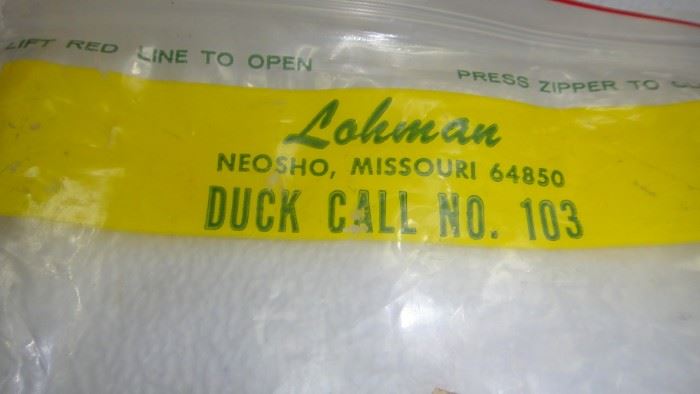 LIFT RED LINE TO OPEN
PRESS ZIPPER TO
Lohman
NEOSHO, MISSOURI 64850
DUCK CALL NO. 103